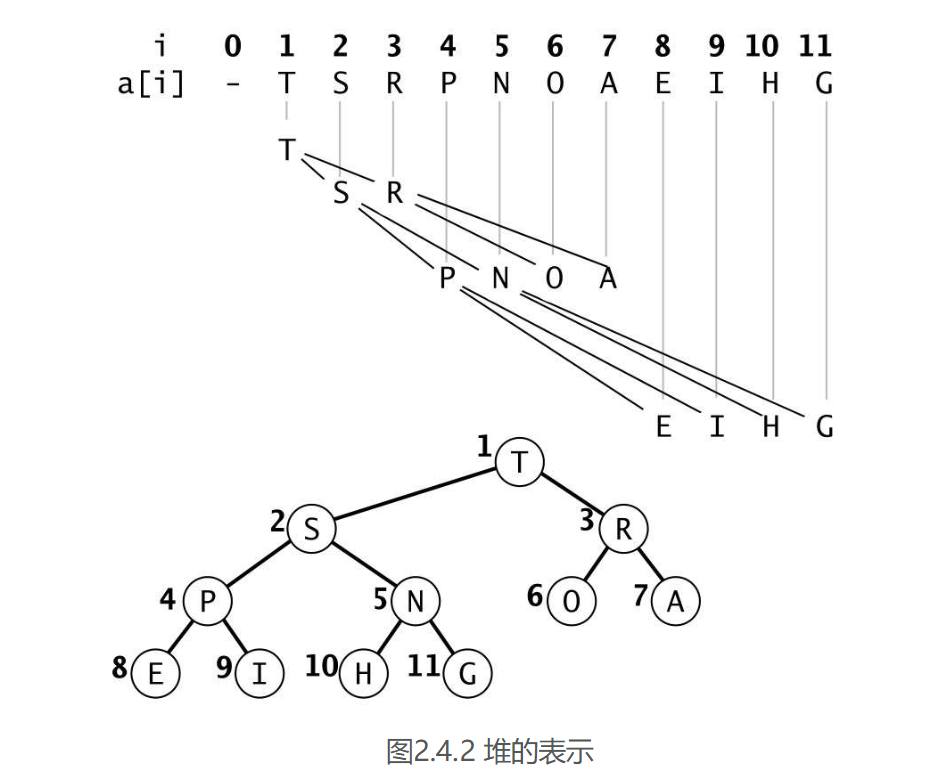 i 0 1 2 3 4 5 6 7 8 9 10 11
a[i] - T S R P N O A E I H G
T
S R
P N O A
E I H G
1 T
2 S 3 R
4 P 5 N 6 O 7 A
8 E 9 I 10 H 11 G
图2.4.2 堆的表示